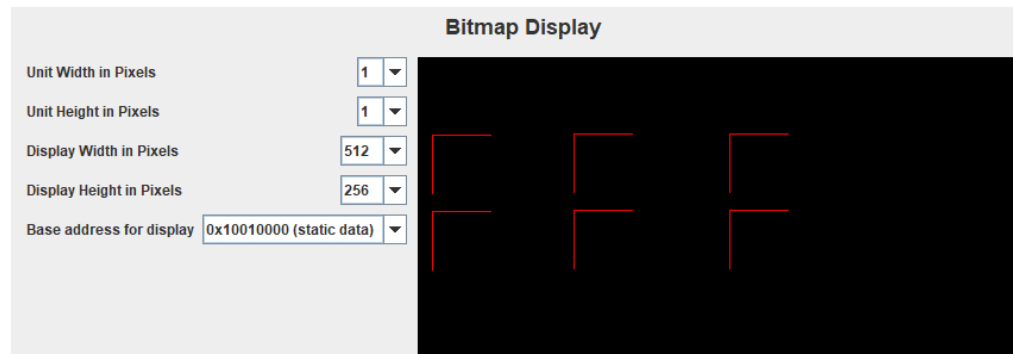 Bitmap Display
Unit Width in Pixels 1
Unit Height in Pixels 1
Display Width in Pixels 512
Display Height in Pixels 256
Base address for display 0x10010000 (static data)